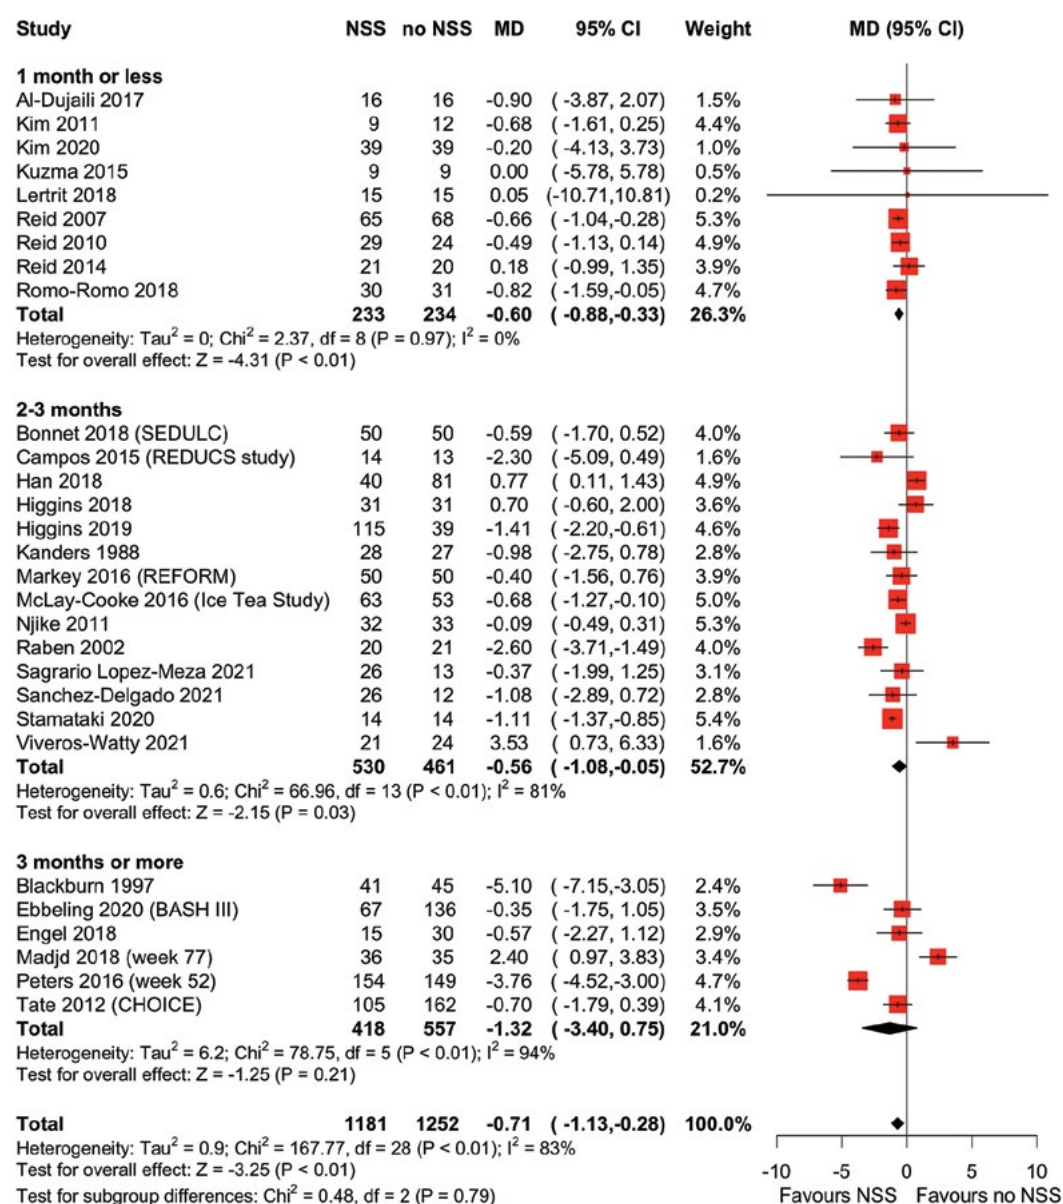 Study NSS no NSS MD 95% CI Weight MD (95% CI)
1 month or less
Al-Dujaili 2017 16 16 -0.90 ( -3.87, 2.07) 1.5%
Kim 2011 9 12 -0.68 ( -1.61, 0.25) 4.4%
Kim 2020 39 39 -0.20 ( -4.13, 3.73) 1.0%
Kuzma 2015 9 9 0.00 ( -5.78, 5.78) 0.5%
Lertrit 2018 15 15 0.05 (-10.71,10.81) 0.2%
Reid 2007 65 68 -0.66 ( -1.04,-0.28) 5.3%
Reid 2010 29 24 -0.49 ( -1.13, 0.14) 4.9%
Reid 2014 21 20 0.18 ( -0.99, 1.35) 3.9%
Romo-Romo 2018 30 31 -0.82 ( -1.59,-0.05) 4.7%
Total 233 234 -0.60 ( -0.88,-0.33) 26.3%
Heterogeneity: Tau² = 0; Chi² = 2.37, df = 8 (P = 0.97); I² = 0%
Test for overall effect: Z = -4.31 (P < 0.01)
2-3 months
Bonnet 2018 (SEDULC) 50 50 -0.59 ( -1.70, 0.52) 4.0%
Campos 2015 (REDUCS study) 14 13 -2.30 ( -5.09, 0.49) 1.6%
Han 2018 40 81 0.77 ( 0.11, 1.43) 4.9%
Higgins 2018 31 31 0.70 ( -0.60, 2.00) 3.6%
Higgins 2019 115 39 -1.41 ( -2.20,-0.61) 4.6%
Kanders 1988 28 27 -0.98 ( -2.75, 0.78) 2.8%
Markey 2016 (REFORM) 50 50 -0.40 ( -1.56, 0.76) 3.9%
McLay-Cooke 2016 (Ice Tea Study) 63 53 -0.68 ( -1.27,-0.10) 5.0%
Njike 2011 32 33 -0.09 ( -0.49, 0.31) 5.3%
Raben 2002 20 21 -2.60 ( -3.71,-1.49) 4.0%
Sagrario Lopez-Meza 2021 26 13 -0.37 ( -1.99, 1.25) 3.1%
Sanchez-Delgado 2021 26 12 -1.08 ( -2.89, 0.72) 2.8%
Stamataki 2020 14 14 -1.11 ( -1.37,-0.85) 5.4%
Viveros-Watty 2021 21 24 3.53 ( 0.73, 6.33) 1.6%
Total 530 461 -0.56 ( -1.08,-0.05) 52.7%
Heterogeneity: Tau² = 0.6; Chi² = 66.96, df = 13 (P < 0.01); I² = 81%
Test for overall effect: Z = -2.15 (P = 0.03)
3 months or more
Blackburn 1997 41 45 -5.10 ( -7.15,-3.05) 2.4%
Ebbeling 2020 (BASH III) 67 136 -0.35 ( -1.75, 1.05) 3.5%
Engel 2018 15 30 -0.57 ( -2.27, 1.12) 2.9%
Madjd 2018 (week 77) 36 35 2.40 ( 0.97, 3.83) 3.4%
Peters 2016 (week 52) 154 149 -3.76 ( -4.52,-3.00) 4.7%
Tate 2012 (CHOICE) 105 162 -0.70 ( -1.79, 0.39) 4.1%
Total 418 557 -1.32 ( -3.40, 0.75) 21.0%
Heterogeneity: Tau² = 6.2; Chi² = 78.75, df = 5 (P < 0.01); I² = 94%
Test for overall effect: Z = -1.25 (P = 0.21)
Total 1181 1252 -0.71 ( -1.13,-0.28) 100.0%
Heterogeneity: Tau² = 0.9; Chi² = 167.77, df = 28 (P < 0.01); I² = 83%
Test for overall effect: Z = -3.25 (P < 0.01)
Test for subgroup differences: Chi² = 0.48, df = 2 (P = 0.79)
-10 -5 0 5 10
Favours NSS Favours no NSS